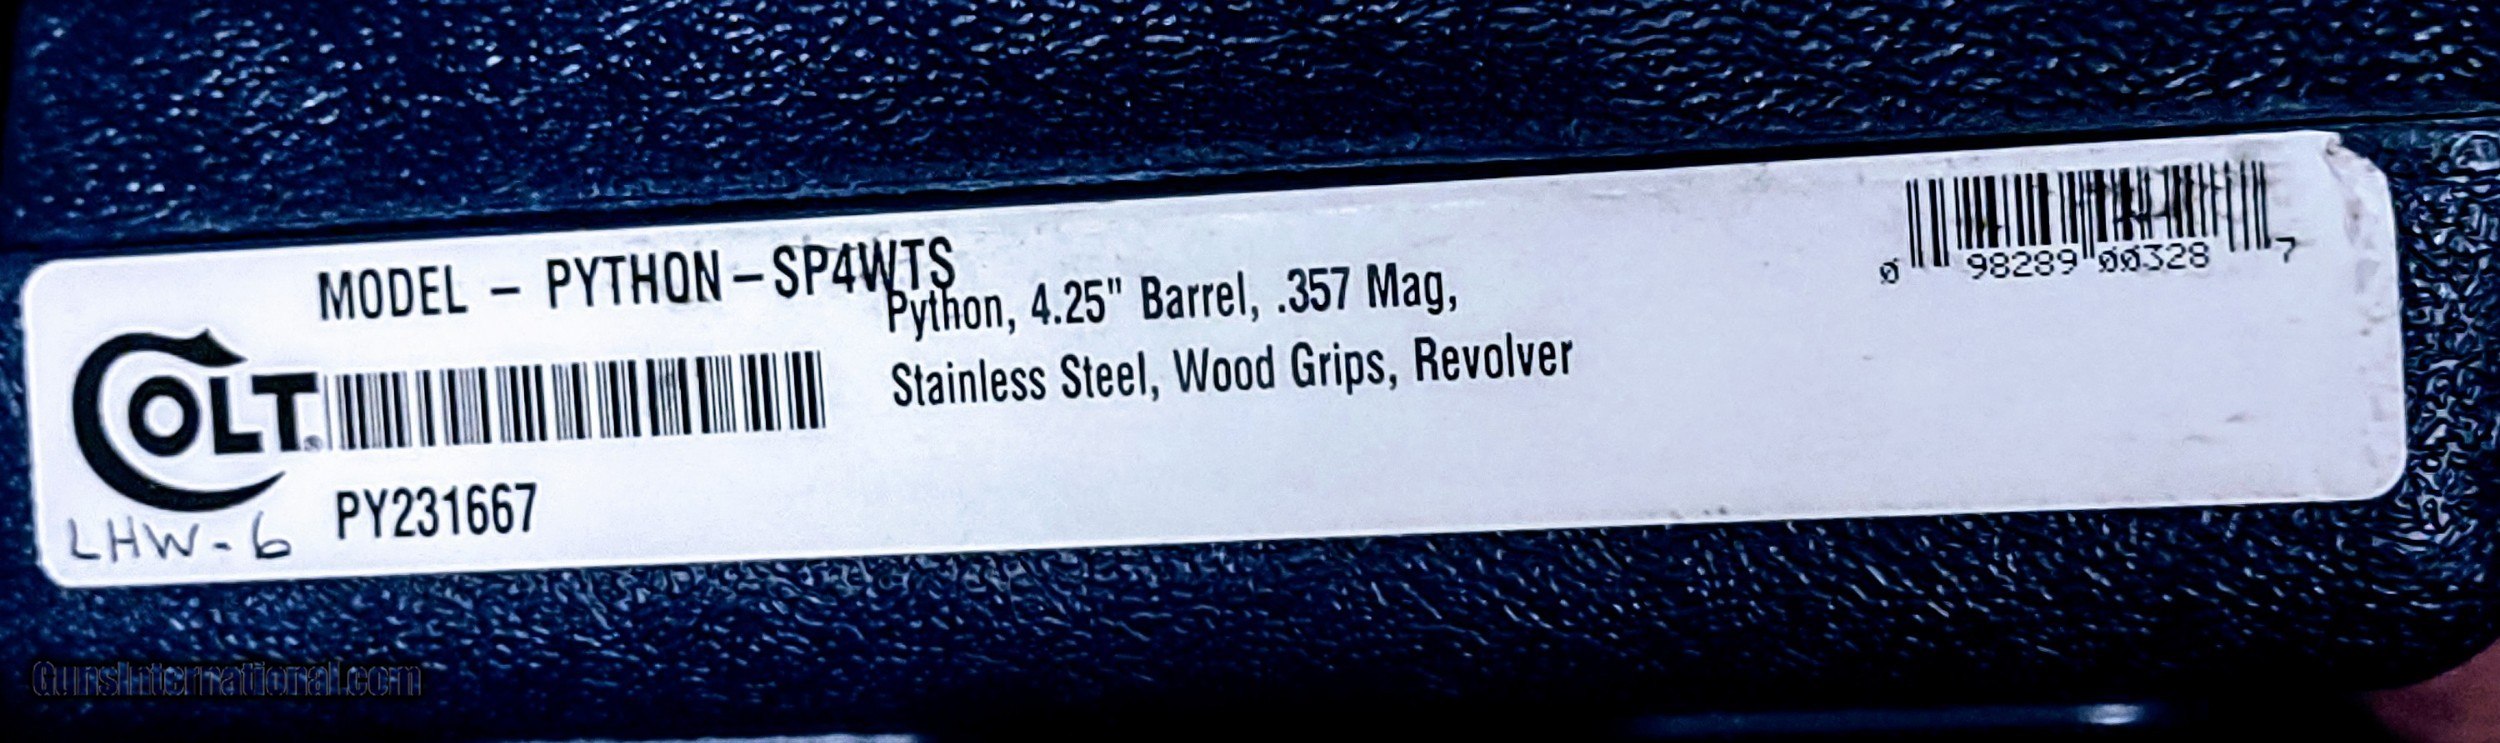 MODEL - PYTHON-SP4WTS
Python, 4.25" Barrel, .357 Mag,
Stainless Steel, Wood Grips, Revolver
0 98289 00328 7
COLT®
PY231667
LHW-6
GunsInternational.com